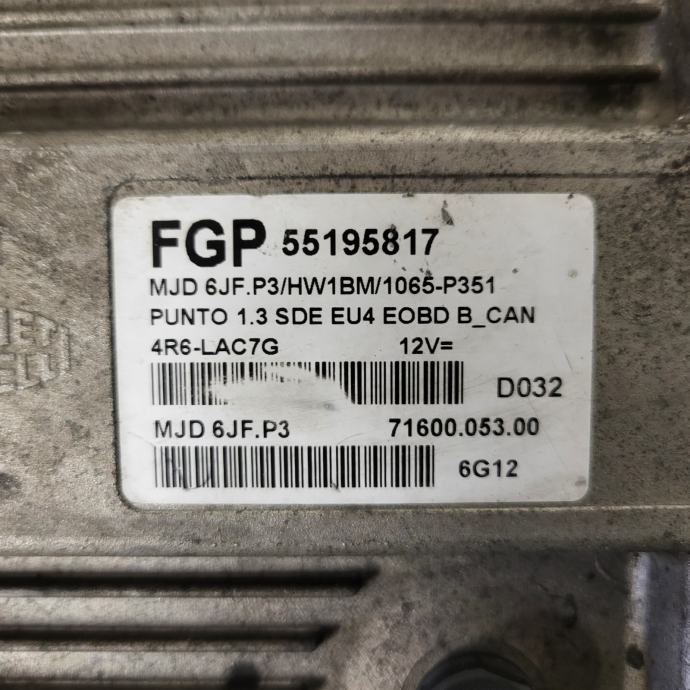 FGP 55195817
MJD 6JF.P3/HW1BM/1065-P351
PUNTO 1.3 SDE EU4 EOBD B_CAN
4R6-LAC7G 12V=
D032
MJD 6JF.P3 71600.053.00
6G12